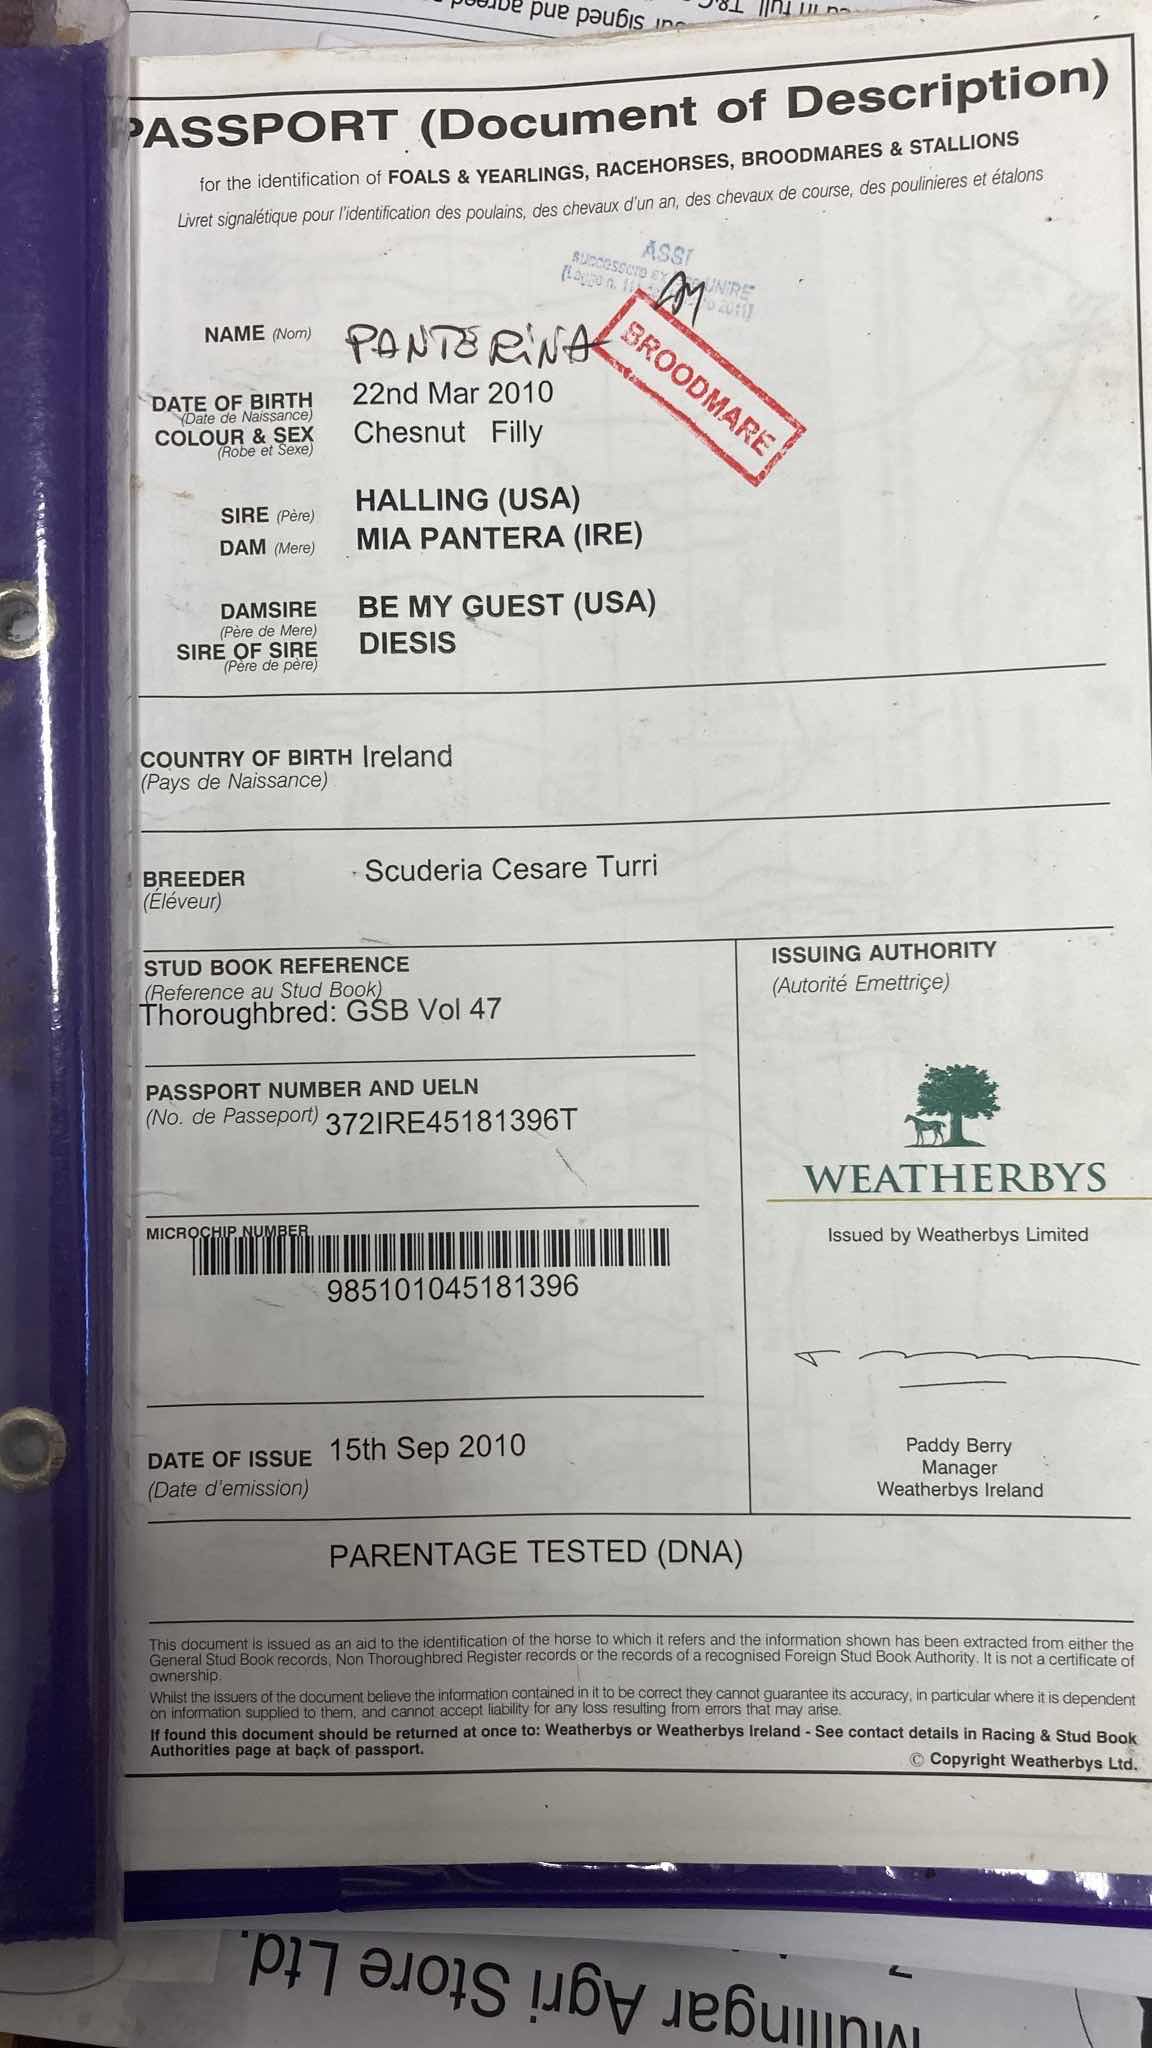 signed and agreed
in full T&C
PASSPORT (Document of Description)
for the identification of FOALS & YEARLINGS, RACEHORSES, BROODMARES & STALLIONS
Livret signalétique pour l'identification des poulains, des chevaux d'un an, des chevaux de course, des poulinieres et étalons
ASSI
successore ex UNIRE
NAME (Nom) PANTERINA
BROODMARE
DATE OF BIRTH 22nd Mar 2010
(Date de Naissance)
COLOUR & SEX Chesnut Filly
(Robe et Sexe)
SIRE (Père) HALLING (USA)
DAM (Mere) MIA PANTERA (IRE)
DAMSIRE BE MY GUEST (USA)
(Père de Mere)
SIRE OF SIRE DIESIS
(Père de père)
COUNTRY OF BIRTH Ireland
(Pays de Naissance)
BREEDER Scuderia Cesare Turri
(Éléveur)
STUD BOOK REFERENCE
(Reference au Stud Book)
Thoroughbred: GSB Vol 47
PASSPORT NUMBER AND UELN
(No. de Passeport) 372IRE45181396T
MICROCHIP NUMBER
985101045181396
DATE OF ISSUE 15th Sep 2010
(Date d'emission)
ISSUING AUTHORITY
(Autorité Emettriçe)
WEATHERBYS
Issued by Weatherbys Limited
Paddy Berry
Manager
Weatherbys Ireland
PARENTAGE TESTED (DNA)
This document is issued as an aid to the identification of the horse to which it refers and the information shown has been extracted from either the
General Stud Book records, Non Thoroughbred Register records or the records of a recognised Foreign Stud Book Authority. It is not a certificate of
ownership.
Whilst the issuers of the document believe the information contained in it to be correct they cannot guarantee its accuracy, in particular where it is dependent
on information supplied to them, and cannot accept liability for any loss resulting from errors that may arise.
If found this document should be returned at once to: Weatherbys or Weatherbys Ireland - See contact details in Racing & Stud Book
Authorities page at back of passport.
© Copyright Weatherbys Ltd.
Mullingar Agri Store Ltd.